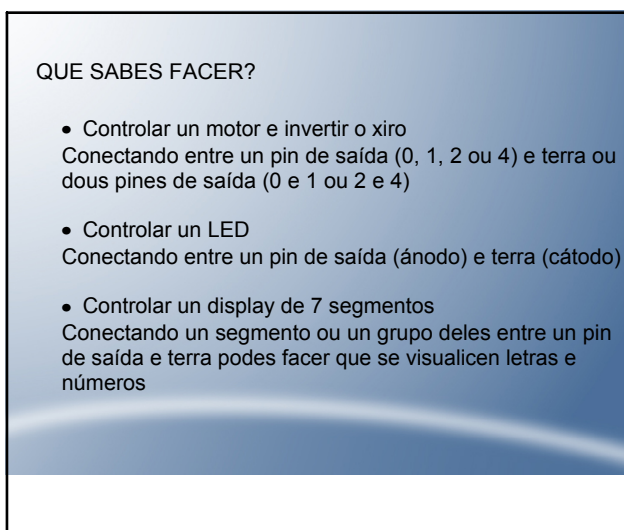 QUE SABES FACER?
• Controlar un motor e invertir o xiro
Conectando entre un pin de saída (0, 1, 2 ou 4) e terra ou
dous pines de saída (0 e 1 ou 2 e 4)
• Controlar un LED
Conectando entre un pin de saída (ánodo) e terra (cátodo)
• Controlar un display de 7 segmentos
Conectando un segmento ou un grupo deles entre un pin
de saída e terra podes facer que se visualicen letras e
números